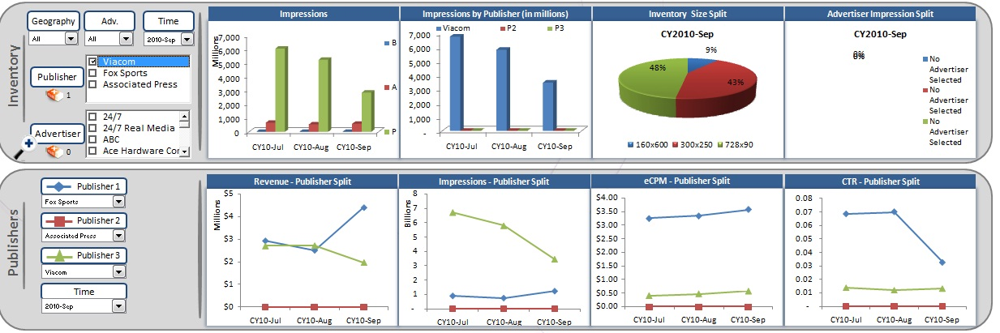 Inventory
Geography
Adv.
Time
All
All
2010-Sep
Publisher
1
Viacom
Fox Sports
Associated Press
Advertiser
0
24/7
24/7 Real Media
ABC
Ace Hardware Cor
Impressions
Millions
7,000
6,000
5,000
4,000
3,000
2,000
1,000
0
CY10-Jul
CY10-Aug
CY10-Sep
B
A
P
Impressions by Publisher (in millions)
Viacom
P2
P3
7,000
6,000
5,000
4,000
3,000
2,000
1,000
-
CY10-Jul
CY10-Aug
CY10-Sep
Inventory Size Split
CY2010-Sep
9%
48%
43%
160x600
300x250
728x90
Advertiser Impression Split
CY2010-Sep
0%
No
Advertiser
Selected
No
Advertiser
Selected
No
Advertiser
Selected
Publishers
Publisher 1
Fox Sports
Publisher 2
Associated Press
Publisher 3
Viacom
Time
2010-Sep
Revenue - Publisher Split
Millions
$5
$4
$3
$2
$1
$0
CY10-Jul
CY10-Aug
CY10-Sep
Impressions - Publisher Split
Billions
8
7
6
5
4
3
2
1
-
CY10-Jul
CY10-Aug
CY10-Sep
eCPM - Publisher Split
$4.00
$3.50
$3.00
$2.50
$2.00
$1.50
$1.00
$0.50
$0.00
CY10-Jul
CY10-Aug
CY10-Sep
CTR - Publisher Split
0.08
0.07
0.06
0.05
0.04
0.03
0.02
0.01
-
CY10-Jul
CY10-Aug
CY10-Sep